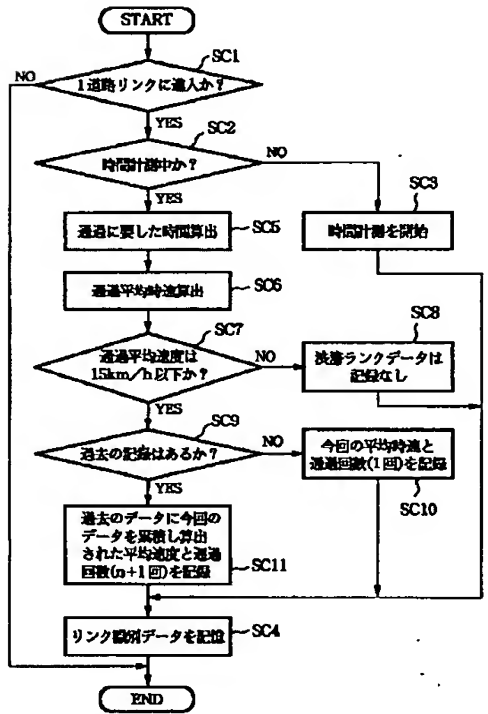 START
SC1
1道路リンクに進入か?
NO
YES
SC2
時間計測中か?
NO
YES
SC3
時間計測を開始
通過に要した時間算出
SC5
通過平均時速算出
SC6
SC7
通過平均速度は
15km/h以下か?
NO
YES
SC8
渋滞ランクデータは
記録なし
SC9
過去の記録はあるか?
NO
YES
今回の平均時速と
通過回数(1回)を記録
SC10
過去のデータに今回の
データを累積し算出
された平均速度と通過
回数(n+1回)を記録
SC11
リンク識別データを記憶
SC4
END